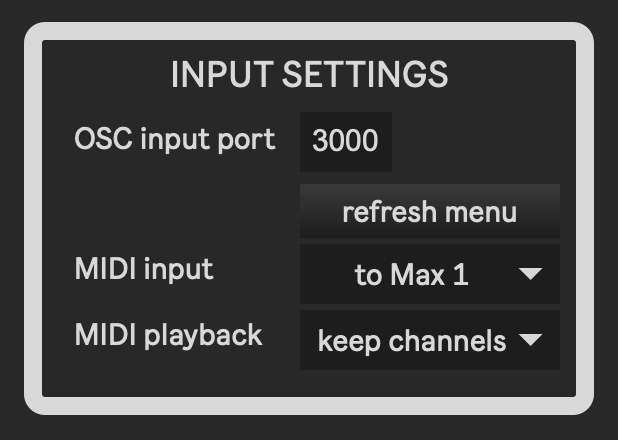 INPUT SETTINGS
OSC input port 3000
refresh menu
MIDI input to Max 1
MIDI playback keep channels